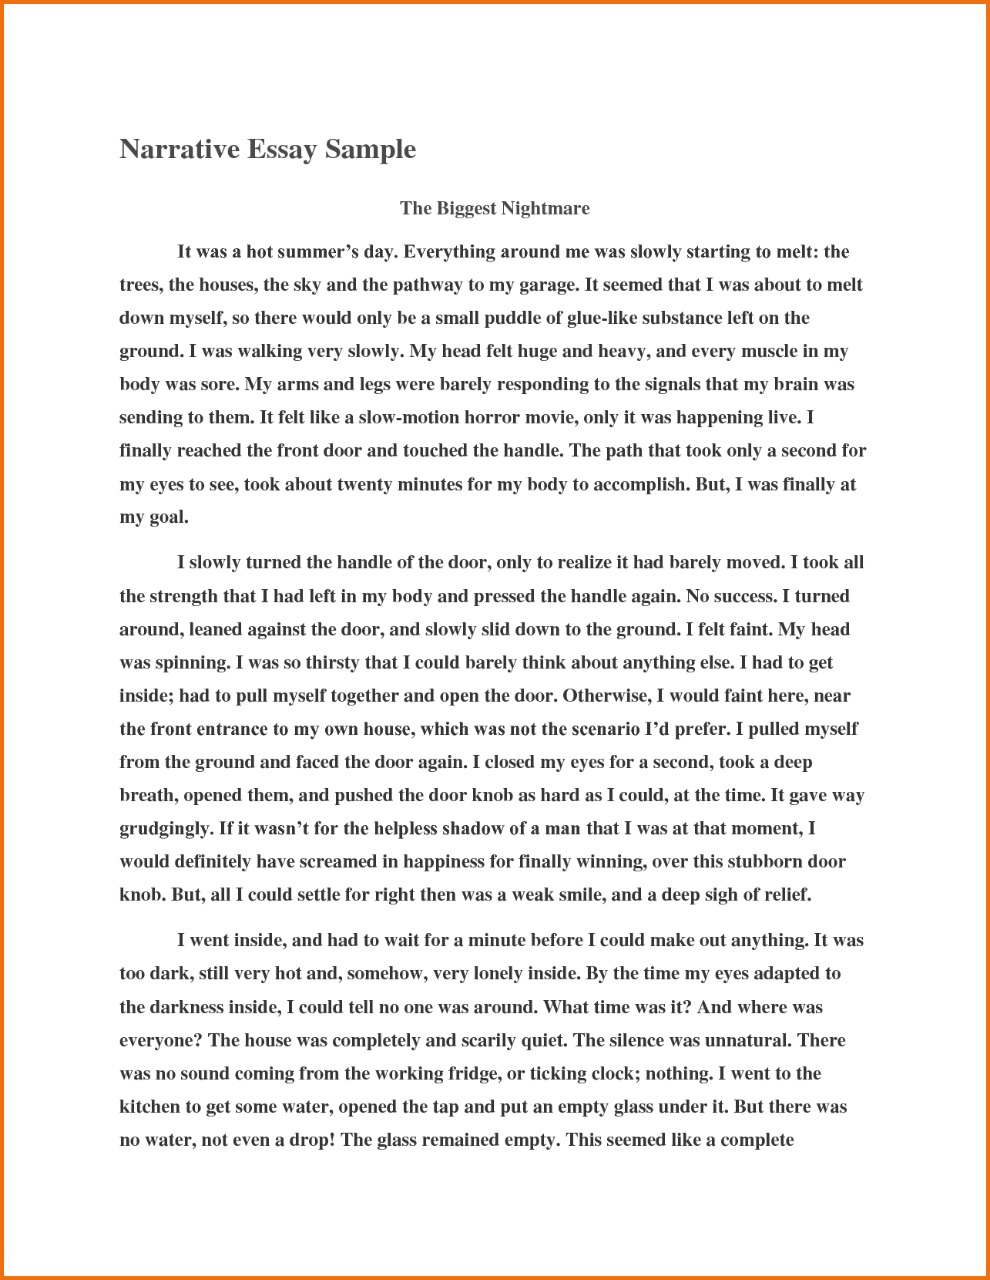 Narrative Essay Sample
The Biggest Nightmare
It was a hot summer’s day. Everything around me was slowly starting to melt: the
trees, the houses, the sky and the pathway to my garage. It seemed that I was about to melt
down myself, so there would only be a small puddle of glue-like substance left on the
ground. I was walking very slowly. My head felt huge and heavy, and every muscle in my
body was sore. My arms and legs were barely responding to the signals that my brain was
sending to them. It felt like a slow-motion horror movie, only it was happening live. I
finally reached the front door and touched the handle. The path that took only a second for
my eyes to see, took about twenty minutes for my body to accomplish. But, I was finally at
my goal.
I slowly turned the handle of the door, only to realize it had barely moved. I took all
the strength that I had left in my body and pressed the handle again. No success. I turned
around, leaned against the door, and slowly slid down to the ground. I felt faint. My head
was spinning. I was so thirsty that I could barely think about anything else. I had to get
inside; had to pull myself together and open the door. Otherwise, I would faint here, near
the front entrance to my own house, which was not the scenario I’d prefer. I pulled myself
from the ground and faced the door again. I closed my eyes for a second, took a deep
breath, opened them, and pushed the door knob as hard as I could, at the time. It gave way
grudgingly. If it wasn’t for the helpless shadow of a man that I was at that moment, I
would definitely have screamed in happiness for finally winning, over this stubborn door
knob. But, all I could settle for right then was a weak smile, and a deep sigh of relief.
I went inside, and had to wait for a minute before I could make out anything. It was
too dark, still very hot and, somehow, very lonely inside. By the time my eyes adapted to
the darkness inside, I could tell no one was around. What time was it? And where was
everyone? The house was completely and scarily quiet. The silence was unnatural. There
was no sound coming from the working fridge, or ticking clock; nothing. I went to the
kitchen to get some water, opened the tap and put an empty glass under it. But there was
no water, not even a drop! The glass remained empty. This seemed like a complete